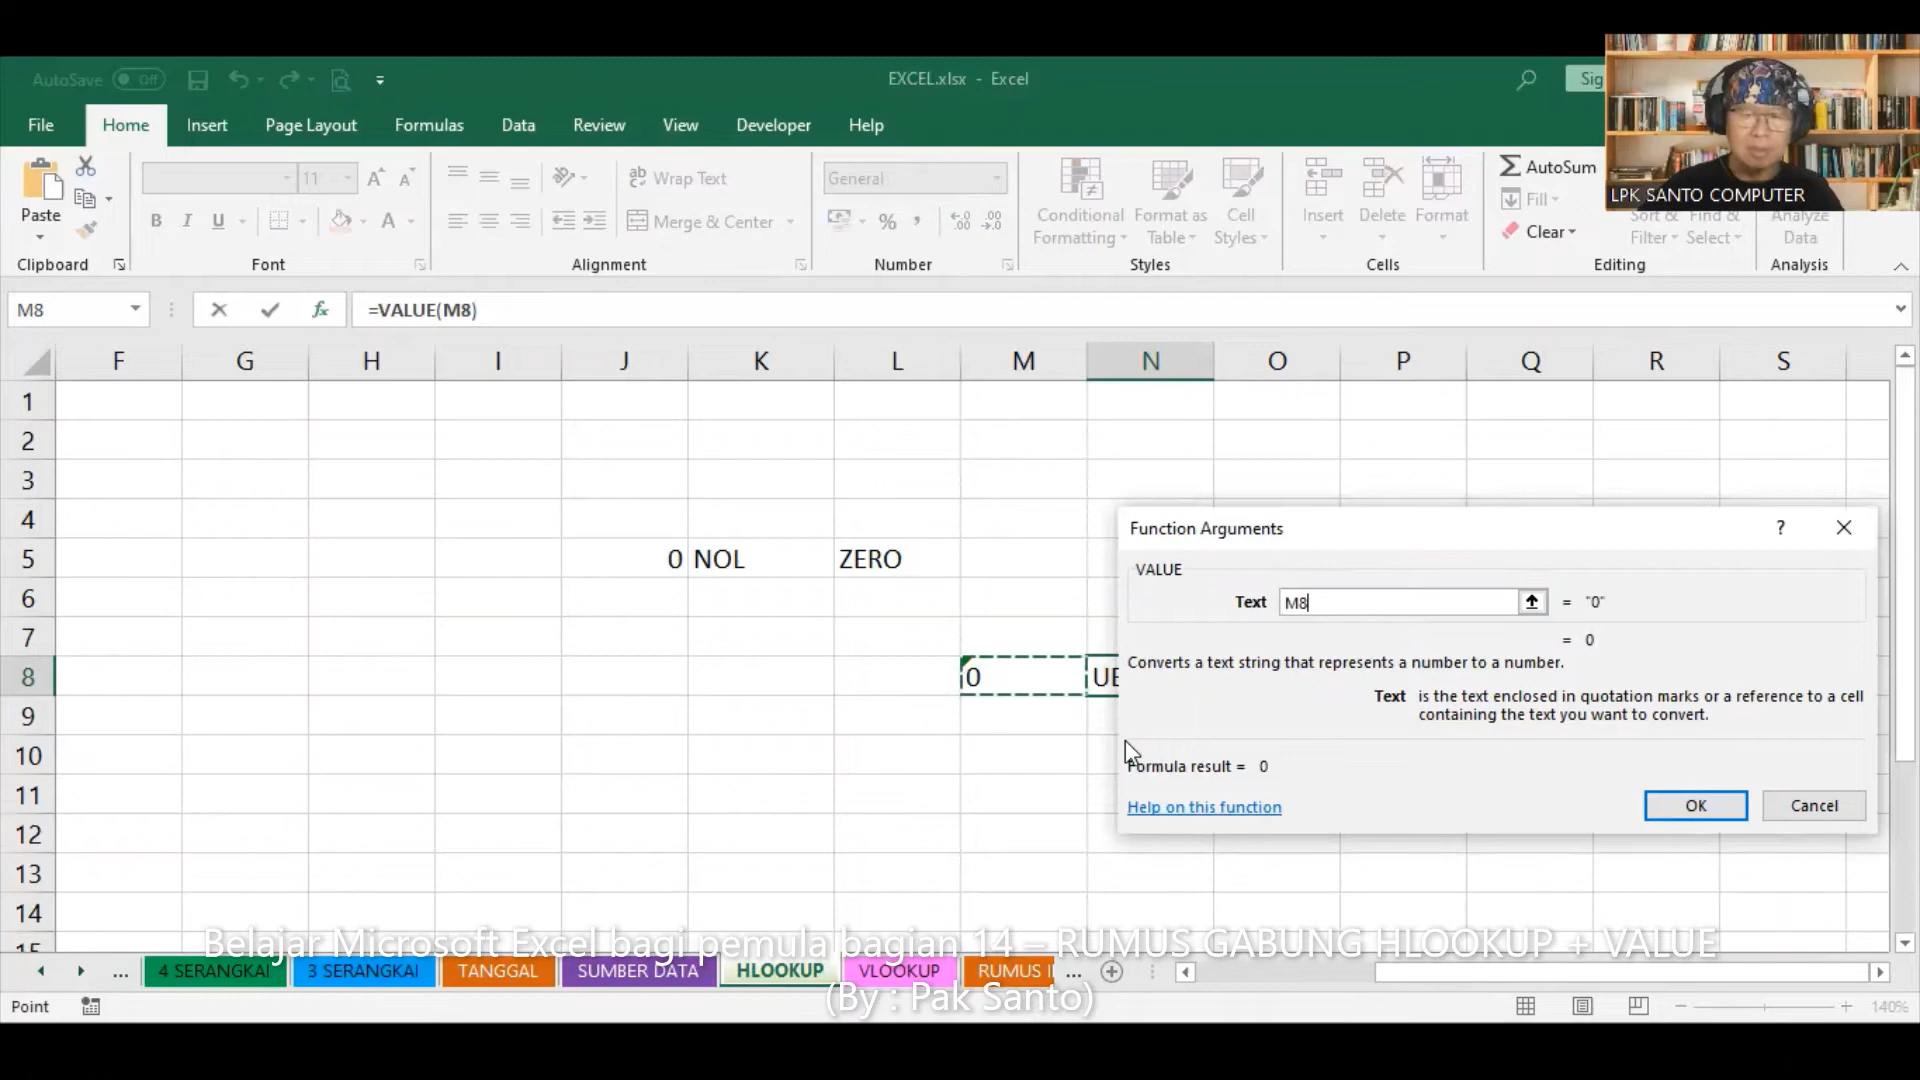 AutoSave Off EXCEL.xlsx - Excel Sig
File Home Insert Page Layout Formulas Data Review View Developer Help
LPK SANTO COMPUTER
Paste
Clipboard
11
B I U
Font
Wrap Text
Merge & Center
Alignment
General
% ,
Number
Conditional Formatting
Format as Table
Cell Styles
Styles
Insert Delete Format
Cells
AutoSum
Fill
Clear
Sort & Filter
Find & Select
Editing
Analyze Data
Analysis
M8 fx =VALUE(M8)
F G H I J K L M N O P Q R S
1
2
3
4
5 0 NOL ZERO
6
7
8 0 UE
9
10
11
12
13
14
15
Function Arguments ? ×
VALUE
Text M8 = "0"
= 0
Converts a text string that represents a number to a number.
Text is the text enclosed in quotation marks or a reference to a cell
containing the text you want to convert.
Formula result = 0
Help on this function OK Cancel
Belajar Microsoft Excel bagi pemula bagian 14 – RUMUS GABUNG HLOOKUP + VALUE
(By : Pak Santo)
... 4 SERANGKAI 3 SERANGKAI TANGGAL SUMBER DATA HLOOKUP VLOOKUP RUMUS I ...
Point 140%